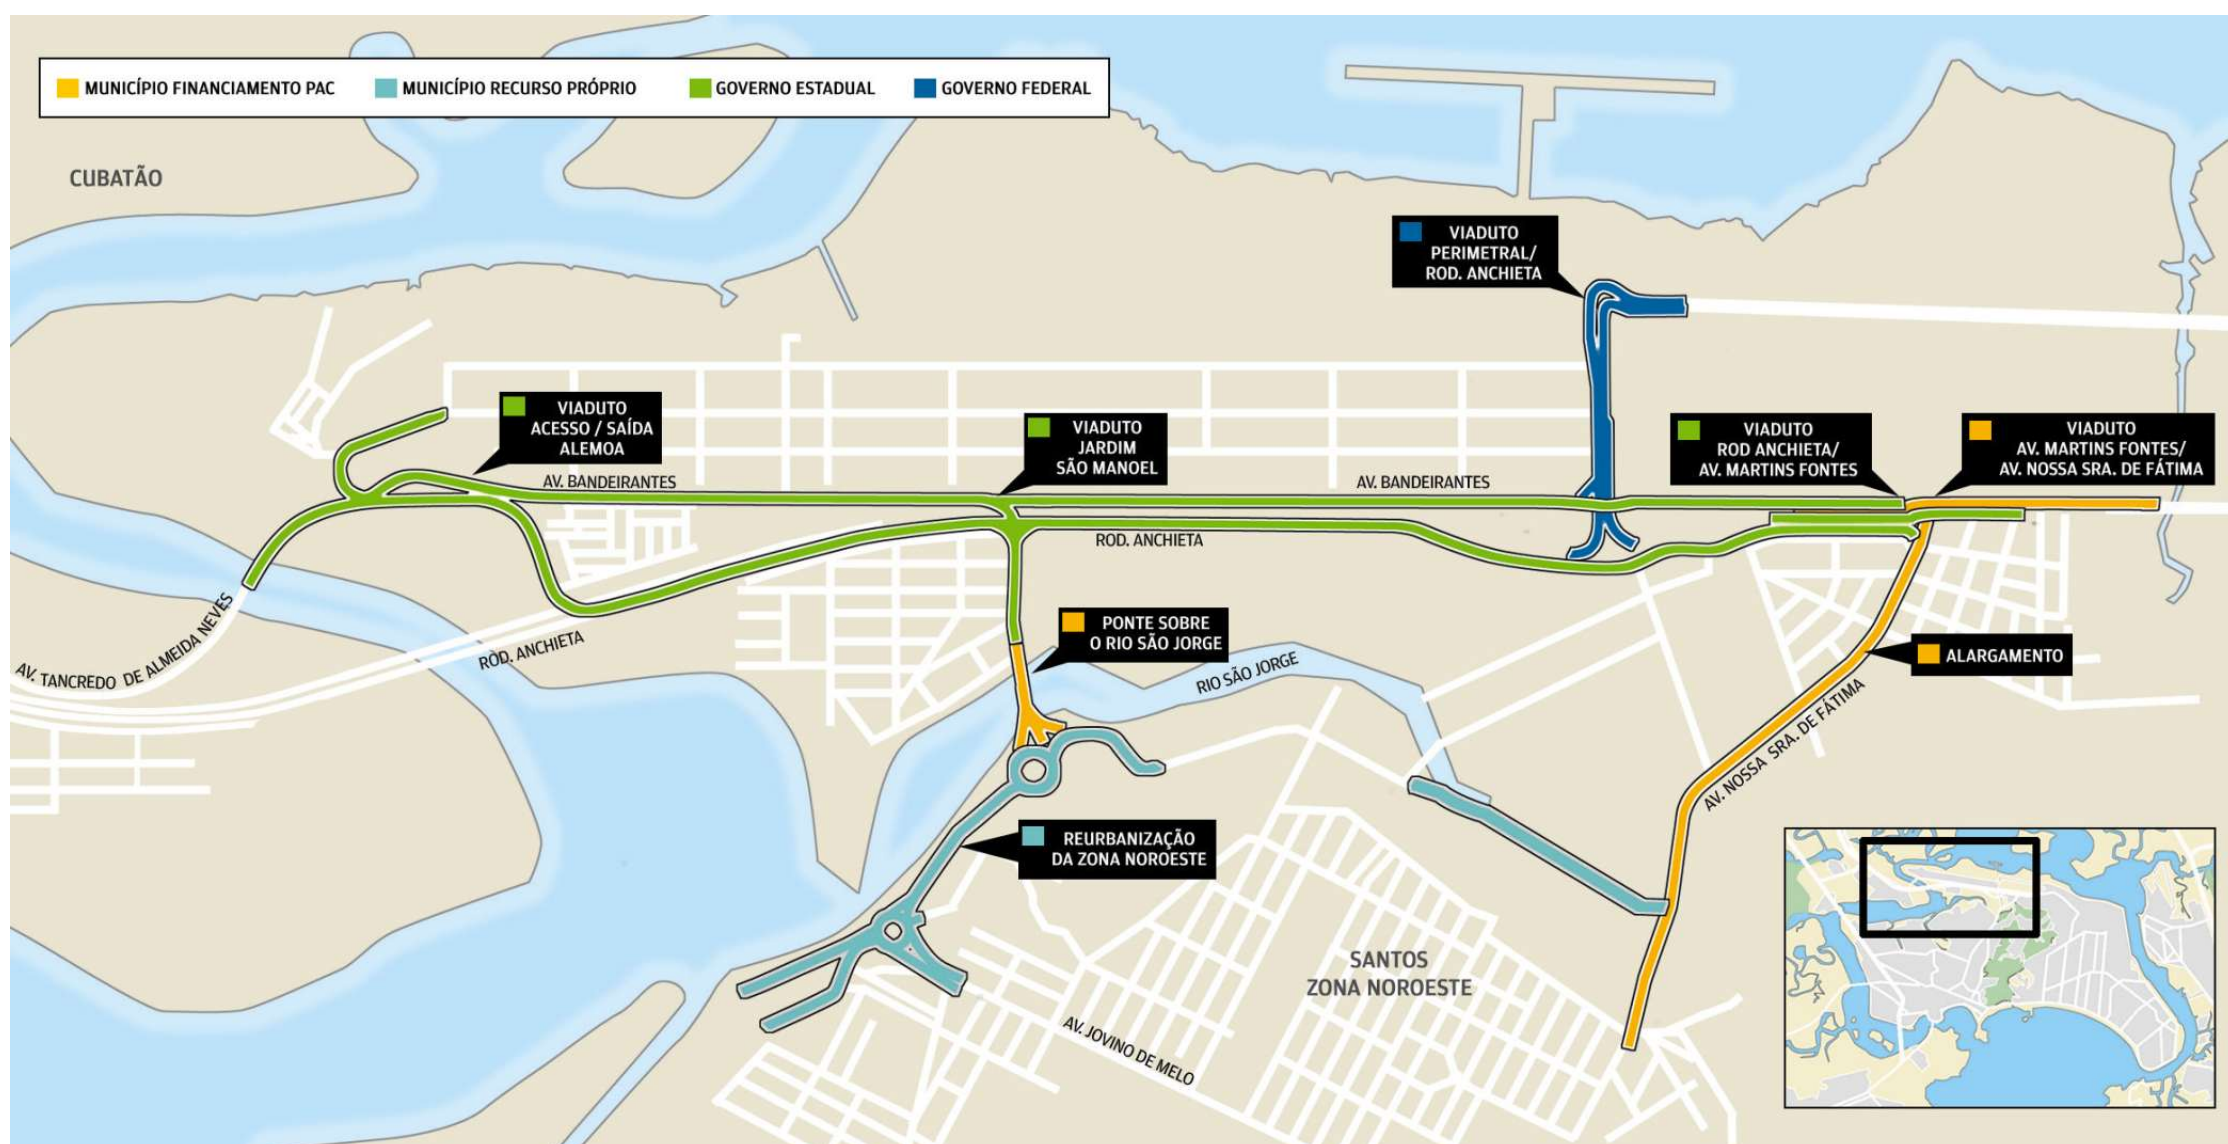 MUNICÍPIO FINANCIAMENTO PAC
MUNICÍPIO RECURSO PRÓPRIO
GOVERNO ESTADUAL
GOVERNO FEDERAL
CUBATÃO
VIADUTO
PERIMETRAL/
ROD. ANCHIETA
VIADUTO
ACESSO / SAÍDA
ALEMOA
VIADUTO
JARDIM
SÃO MANOEL
VIADUTO
ROD ANCHIETA/
AV. MARTINS FONTES
VIADUTO
AV. MARTINS FONTES/
AV. NOSSA SRA. DE FÁTIMA
AV. BANDEIRANTES
AV. BANDEIRANTES
ROD. ANCHIETA
AV. TANCREDO DE ALMEIDA NEVES
ROD. ANCHIETA
PONTE SOBRE
O RIO SÃO JORGE
RIO SÃO JORGE
ALARGAMENTO
AV. NOSSA SRA. DE FÁTIMA
REURBANIZAÇÃO
DA ZONA NOROESTE
SANTOS
ZONA NOROESTE
AV. JOVINO DE MELO